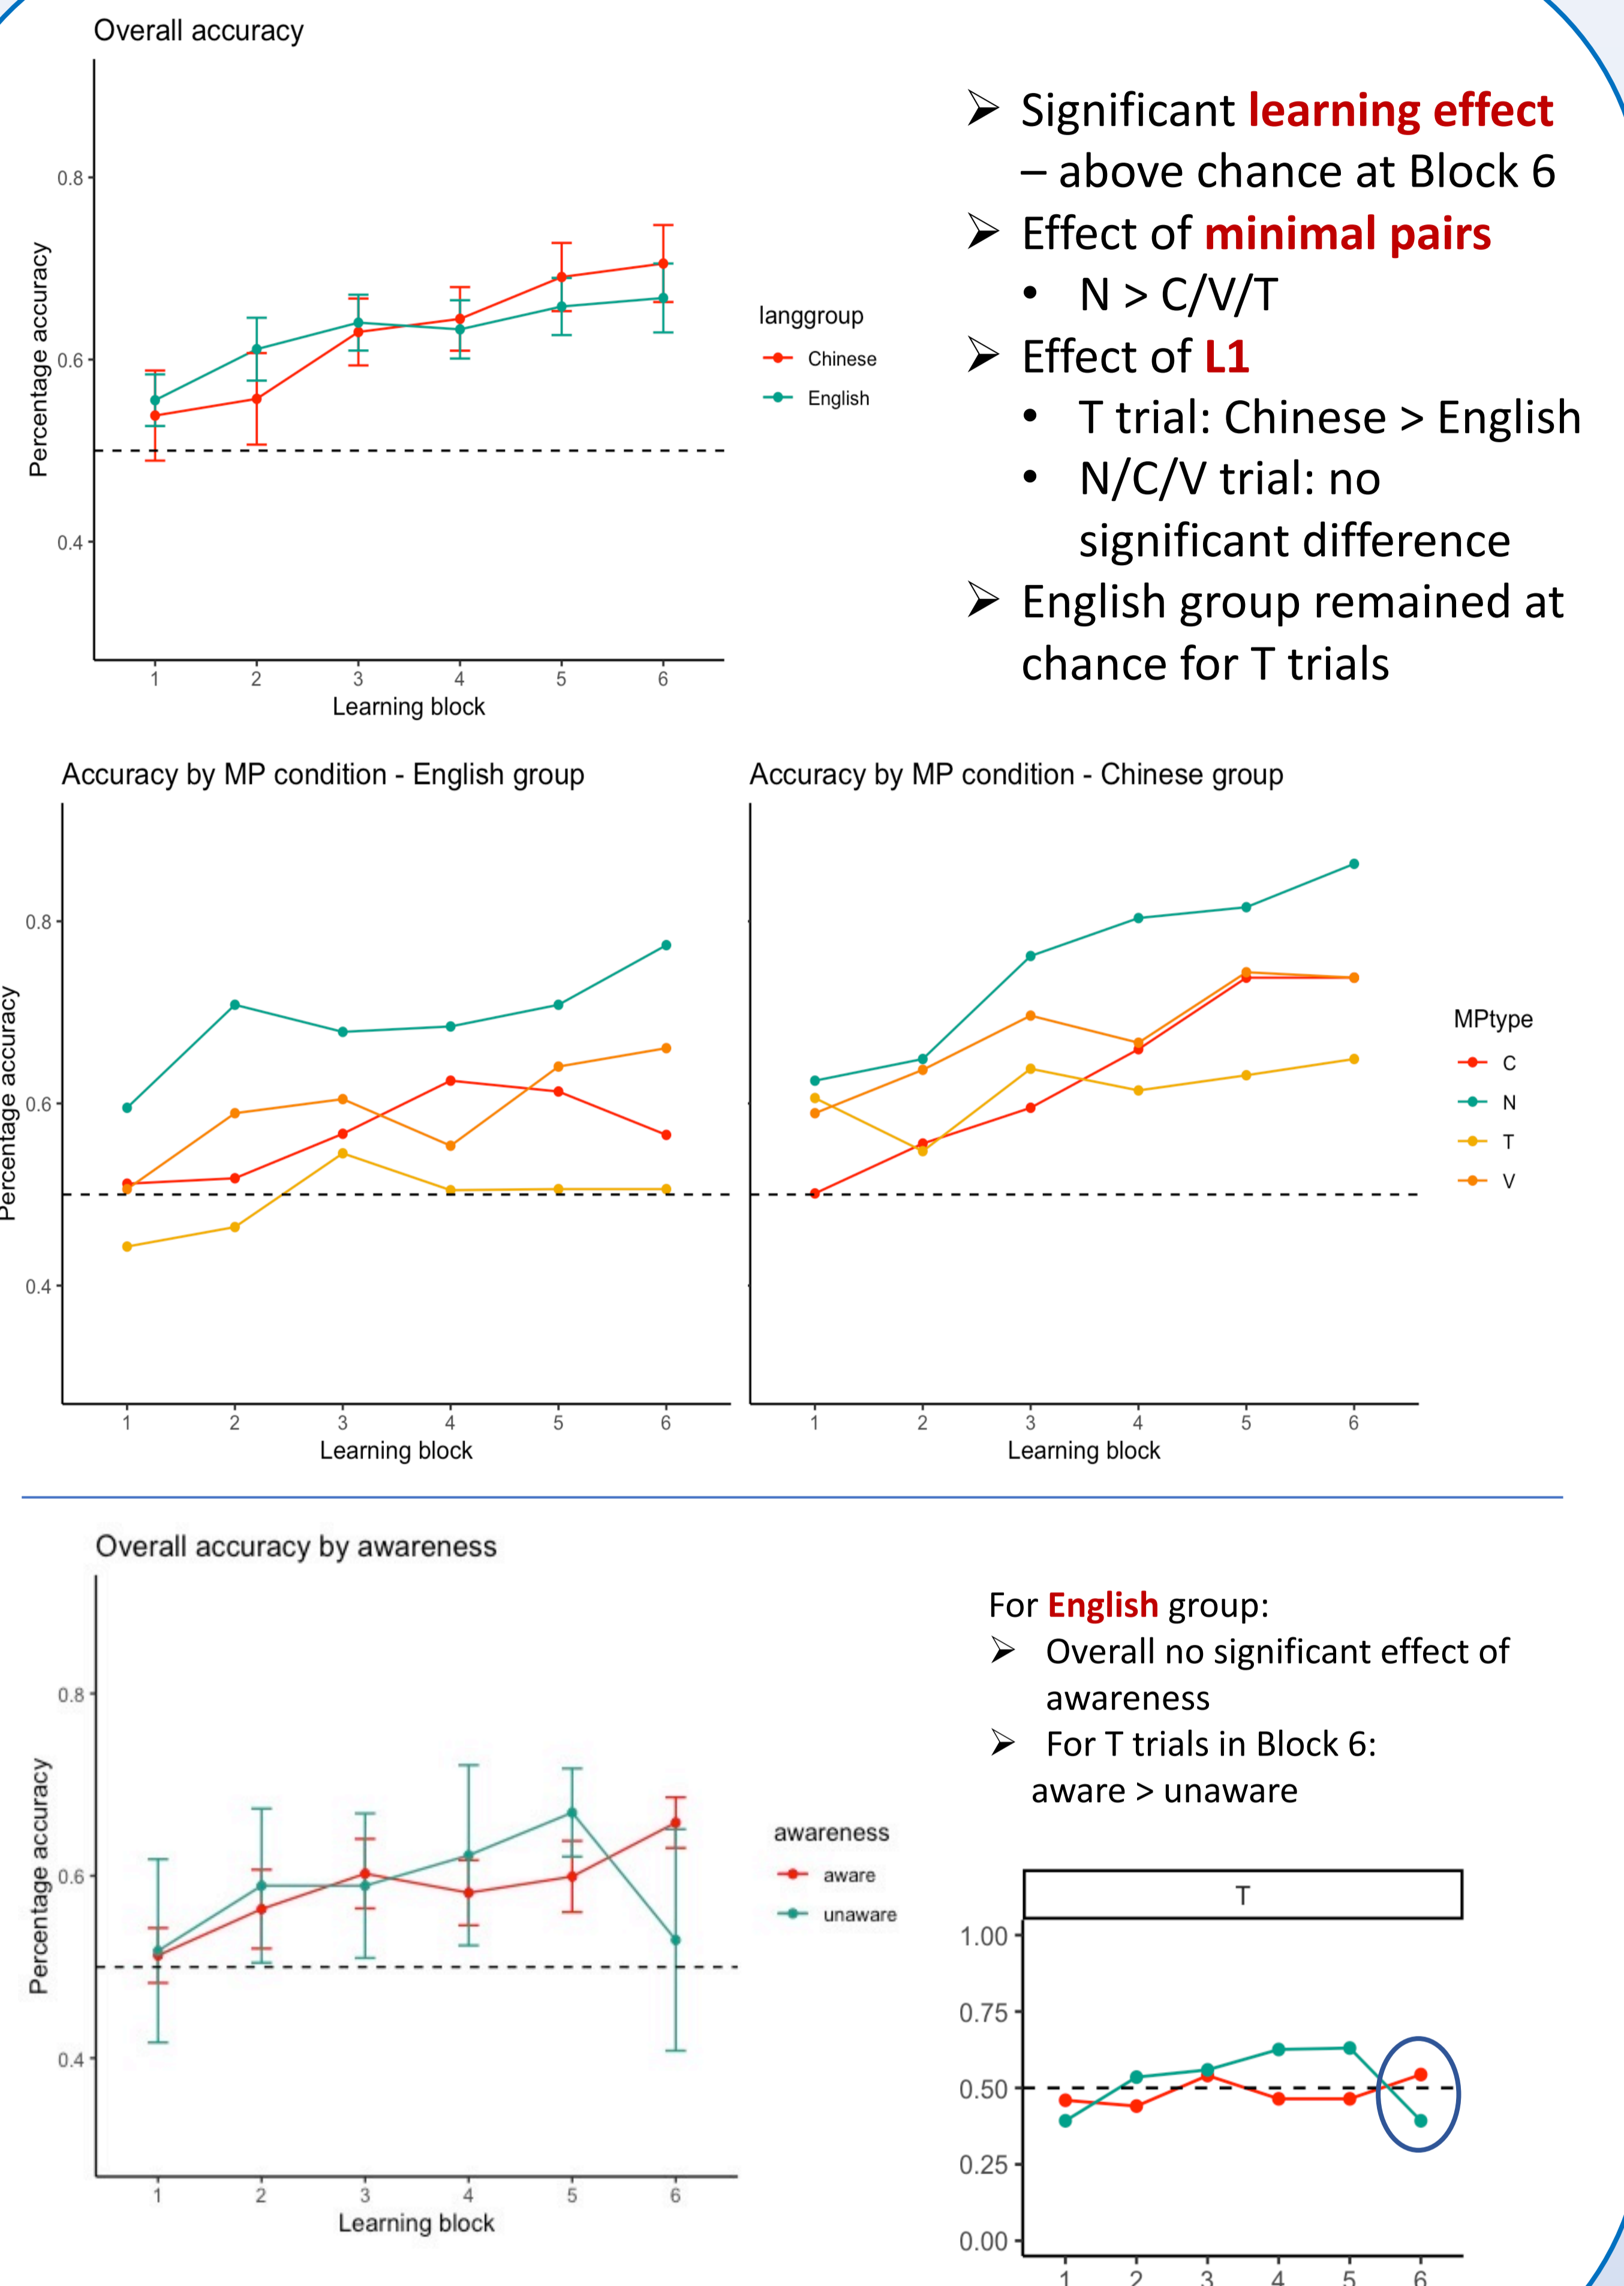 Overall accuracy
Percentage accuracy
0.8
0.6
0.4
1 2 3 4 5 6
Learning block
langgroup
Chinese
English
➢ Significant learning effect
– above chance at Block 6
➢ Effect of minimal pairs
• N > C/V/T
➢ Effect of L1
• T trial: Chinese > English
• N/C/V trial: no
significant difference
➢ English group remained at
chance for T trials
Accuracy by MP condition - English group
Percentage accuracy
0.8
0.6
0.4
1 2 3 4 5 6
Learning block
Accuracy by MP condition - Chinese group
1 2 3 4 5 6
Learning block
MPtype
C
N
T
V
Overall accuracy by awareness
Percentage accuracy
0.8
0.6
0.4
1 2 3 4 5 6
Learning block
awareness
aware
unaware
For English group:
➢ Overall no significant effect of
awareness
➢ For T trials in Block 6:
aware > unaware
T
1.00
0.75
0.50
0.25
0.00
1 2 3 4 5 6